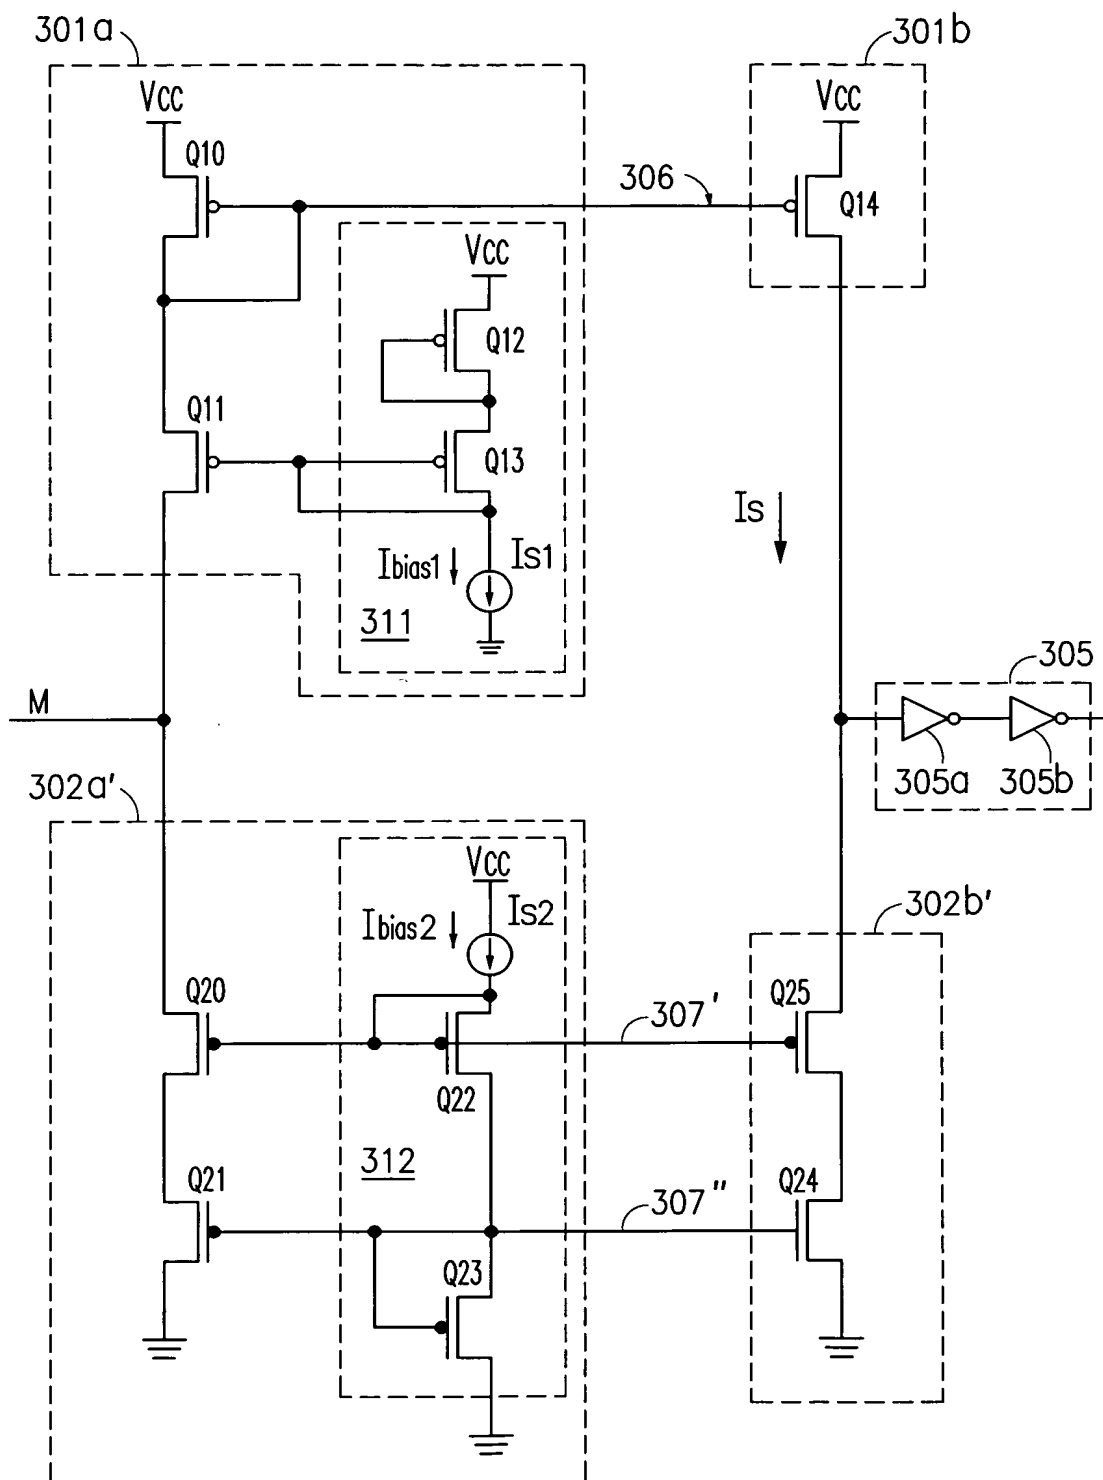 301a
301b
Vcc
Vcc
Q10
306
Q14
Vcc
Q12
Q11
Q13
Is
Ibias1
Is1
311
M
305
302a'
305a
305b
Vcc
Ibias2
Is2
302b'
Q20
307'
Q25
Q22
312
Q21
307"
Q24
Q23